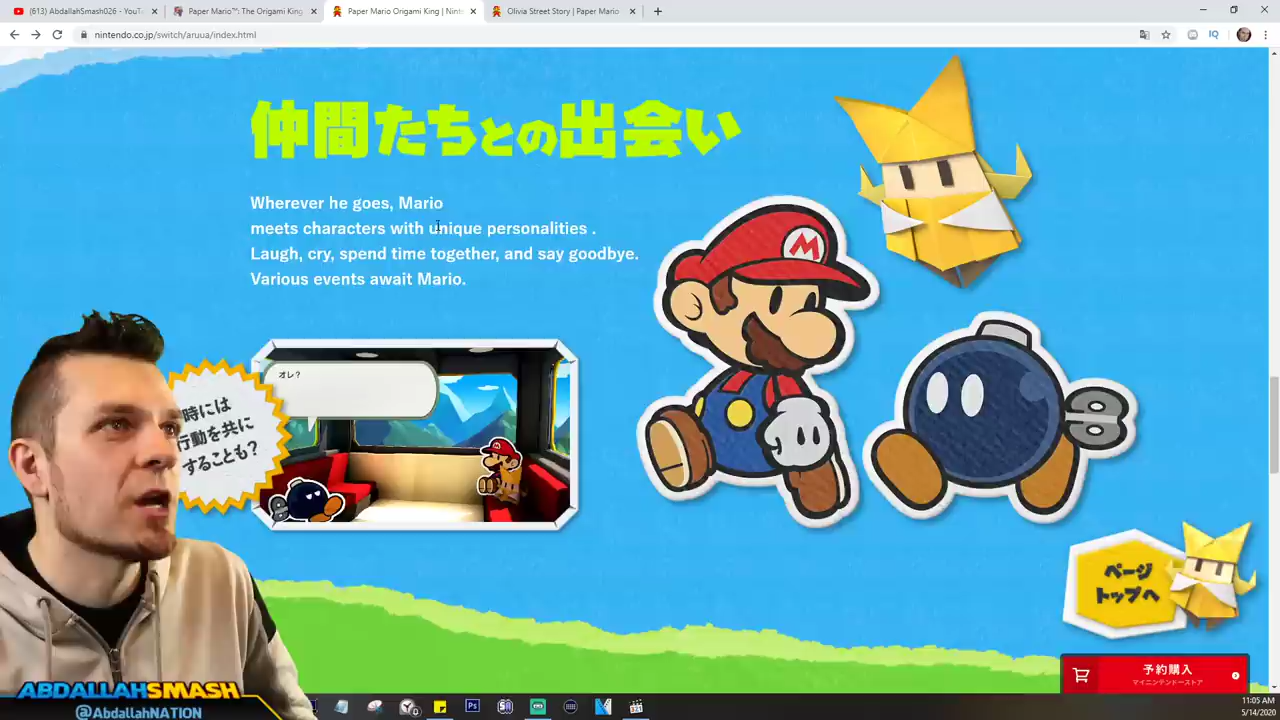 (613) AbdallahSmash026 - YouT
Paper Mario™: The Origami King
Paper Mario Origami King | Ninte
Olivia Street Story | Paper Mario
nintendo.co.jp/switch/aruua/index.html
IQ
仲間たちとの出会い
Wherever he goes, Mario
meets characters with unique personalities .
Laugh, cry, spend time together, and say goodbye.
Various events await Mario.
M
オレ?
時には
行動を共に
することも?
ページ
トップへ
予約購入
マイニンテンドーストア
ABDALLAHSMASH
@AbdallahNATION
Ps
11:05 AM
5/14/2020